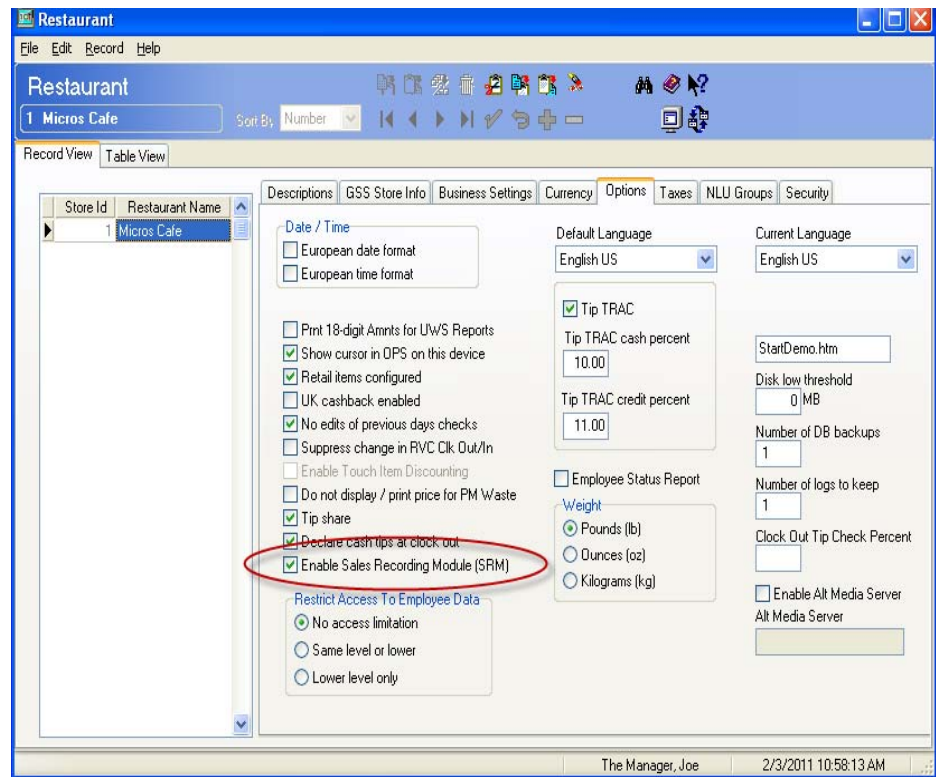 Restaurant
File Edit Record Help
Restaurant
1 Micros Cafe
Sort By Number
Record View Table View
Store Id Restaurant Name
1 Micros Cafe
Descriptions GSS Store Info Business Settings Currency Options Taxes NLU Groups Security
Date / Time
European date format
European time format
Prnt 18-digit Amnts for UWS Reports
Show cursor in OPS on this device
Retail items configured
UK cashback enabled
No edits of previous days checks
Suppress change in RVC Clk Out/In
Enable Touch Item Discounting
Do not display / print price for PM Waste
Tip share
Declare cash tips at clock out
Enable Sales Recording Module (SRM)
Restrict Access To Employee Data
No access limitation
Same level or lower
Lower level only
Default Language
English US
Tip TRAC
Tip TRAC cash percent
10.00
Tip TRAC credit percent
11.00
Employee Status Report
Weight
Pounds (lb)
Ounces (oz)
Kilograms (kg)
Current Language
English US
StartDemo.htm
Disk low threshold
0 MB
Number of DB backups
1
Number of logs to keep
1
Clock Out Tip Check Percent
Enable Alt Media Server
Alt Media Server
The Manager, Joe 2/3/2011 10:58:13 AM